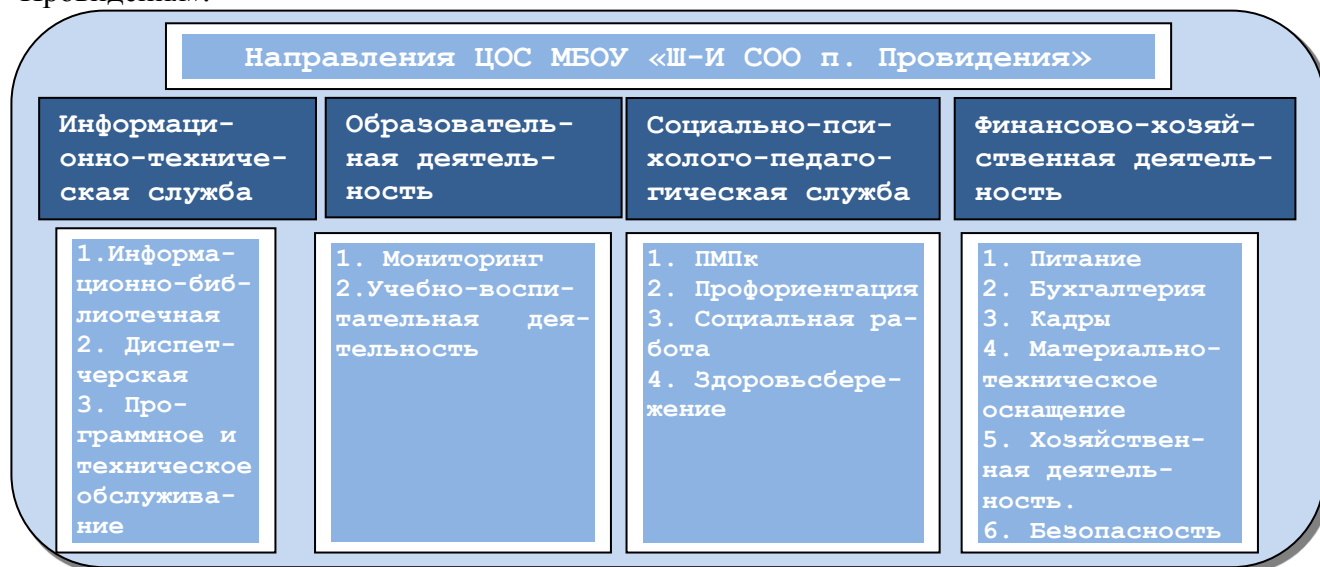 Провидения».
Направления ЦОС МБОУ «Ш-И СОО п. Провидения»
Информаци-
онно-техниче-
ская служба
Образователь-
ная деятель-
ность
Социально-пси-
холого-педаго-
гическая служба
Финансово-хозяй-
ственная деятель-
ность
1.Информа-
ционно-биб-
лиотечная
2. Диспет-
черская
3. Про-
граммное и
техническое
обслужива-
ние
1. Мониторинг
2.Учебно-воспи-
тательная дея-
тельность
1. ПМПк
2. Профориентация
3. Социальная ра-
бота
4. Здоровьсбере-
жение
1. Питание
2. Бухгалтерия
3. Кадры
4. Материально-
техническое
оснащение
5. Хозяйствен-
ная деятель-
ность.
6. Безопасность